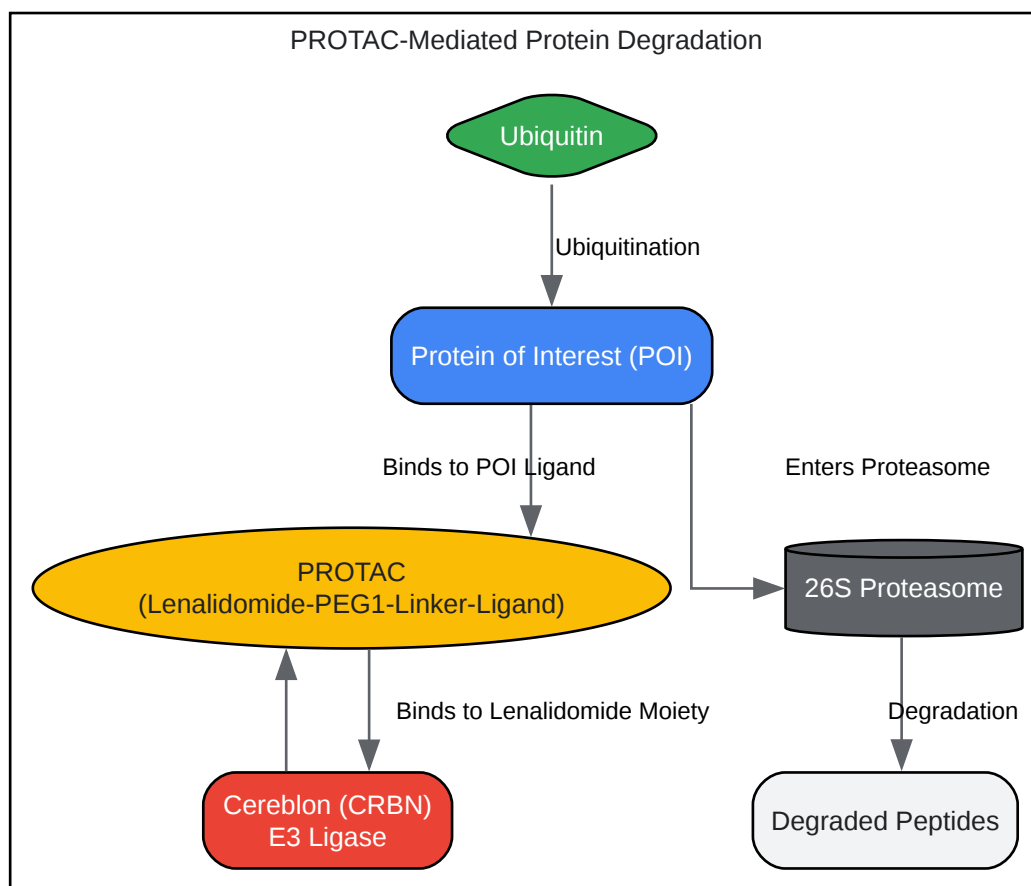 PROTAC-Mediated Protein Degradation
Ubiquitin
Ubiquitination
Protein of Interest (POI)
Binds to POI Ligand
Enters Proteasome
PROTAC
(Lenalidomide-PEG1-Linker-Ligand)
26S Proteasome
Binds to Lenalidomide Moiety
Degradation
Cereblon (CRBN)
E3 Ligase
Degraded Peptides